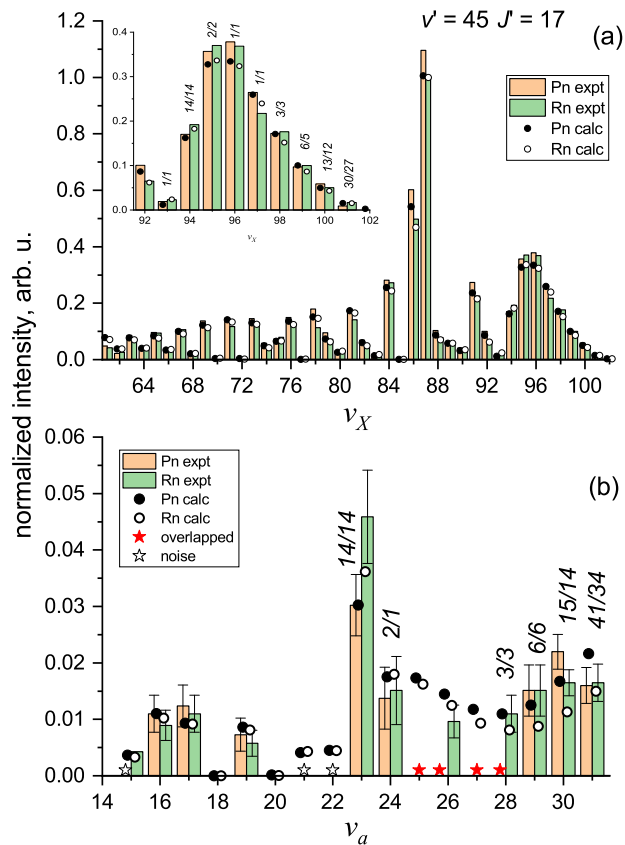 v' = 45 J' = 17
(a)
Pn expt
Rn expt
Pn calc
Rn calc
14/14
2/2
1/1
1/1
1/1
3/3
6/5
13/12
30/27
0.4
0.3
0.2
0.1
0.0
92 94 96 98 100 102
v_X
1.2
1.0
0.8
0.6
0.4
0.2
0.0
64 68 72 76 80 84 88 92 96 100
v_X
normalized intensity, arb. u.
(b)
Pn expt
Rn expt
Pn calc
Rn calc
overlapped
noise
14/14
2/1
3/3
6/6
15/14
41/34
0.06
0.05
0.04
0.03
0.02
0.01
0.00
14 16 18 20 22 24 26 28 30
v_a